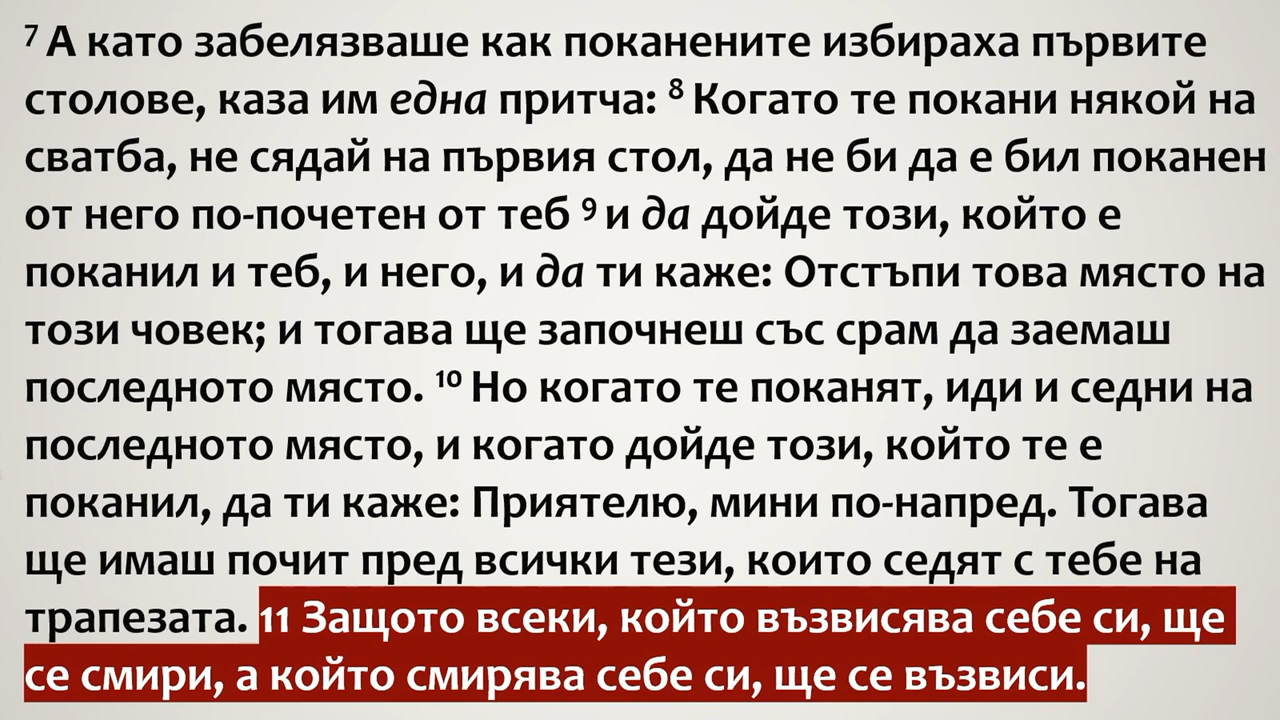 ⁷ А като забелязваше как поканените избираха първите
столове, каза им една притча: ⁸ Когато те покани някой на
сватба, не сядай на първия стол, да не би да е бил поканен
от него по-почетен от теб ⁹ и да дойде този, който е
поканил и теб, и него, и да ти каже: Отстъпи това място на
този човек; и тогава ще започнеш със срам да заемаш
последното място. ¹⁰ Но когато те поканят, иди и седни на
последното място, и когато дойде този, който те е
поканил, да ти каже: Приятелю, мини по-напред. Тогава
ще имаш почит пред всички тези, които седят с тебе на
трапезата. 11 Защото всеки, който възвисява себе си, ще
се смири, а който смирява себе си, ще се възвиси.